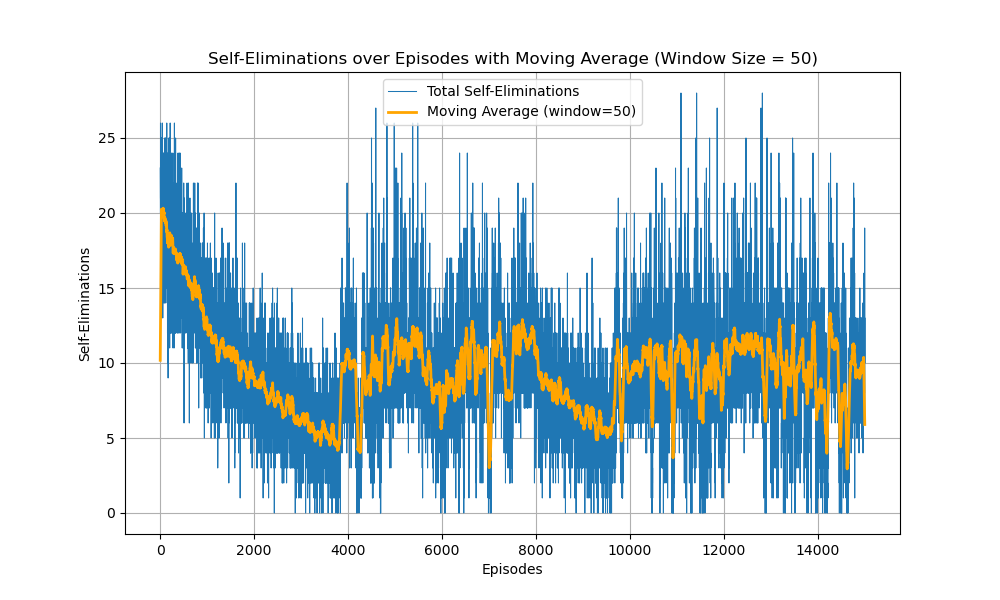 Self-Eliminations over Episodes with Moving Average (Window Size = 50)
Total Self-Eliminations
Moving Average (window=50)
25
20
15
10
5
0
Self-Eliminations
0 2000 4000 6000 8000 10000 12000 14000
Episodes